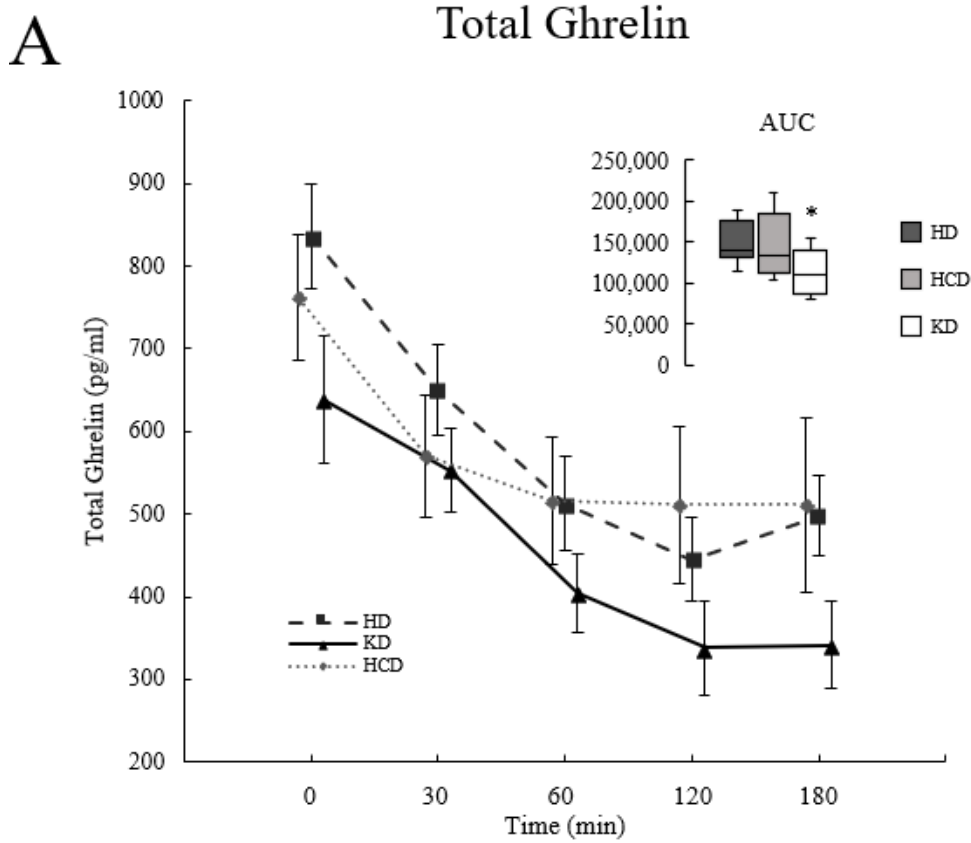 A
Total Ghrelin
1000
900
800
700
600
500
400
300
200
Total Ghrelin (pg/ml)
AUC
250,000
200,000
150,000
100,000
50,000
0
*
HD
HCD
KD
HD
KD
HCD
0 30 60 120 180
Time (min)